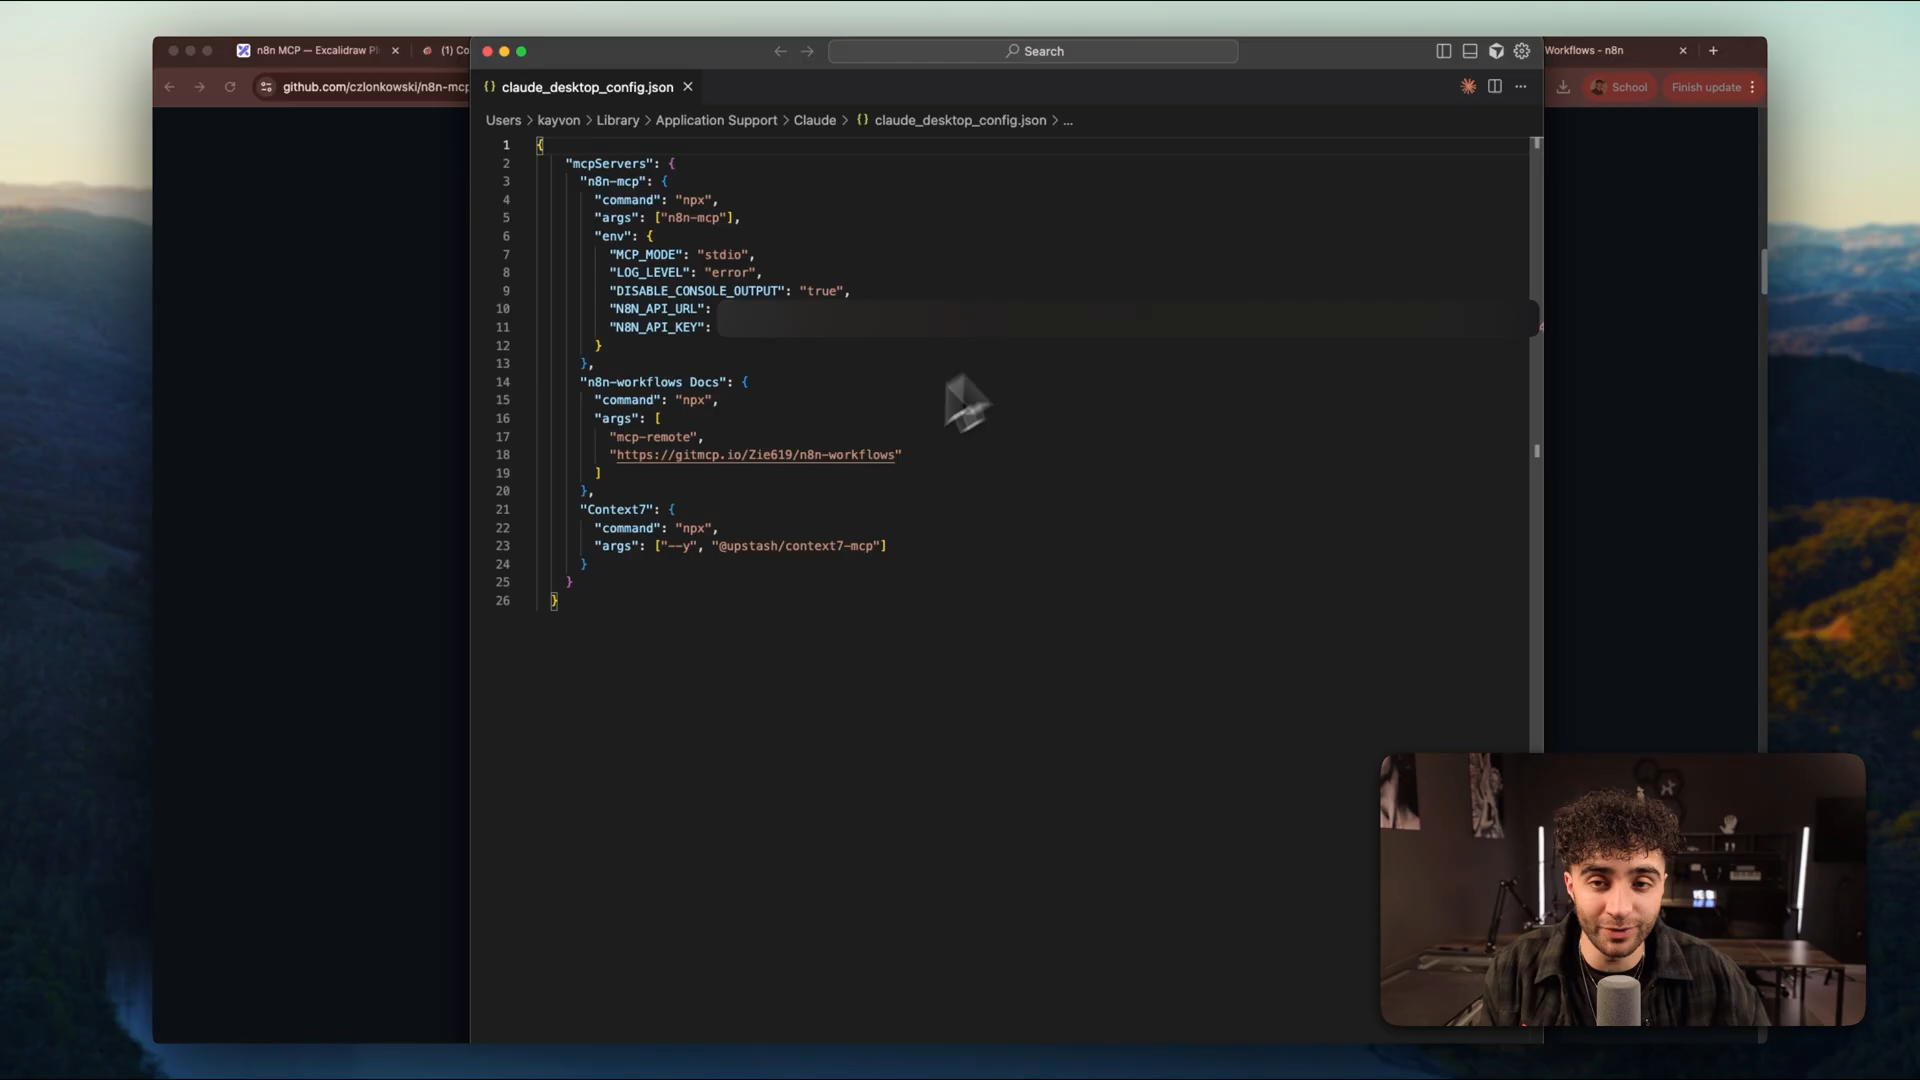 n8n MCP — Excalidraw Pl
(1) Co
Search
Workflows - n8n
github.com/czlonkowski/n8n-mcp
claude_desktop_config.json
School
Finish update
Users > kayvon > Library > Application Support > Claude > {} claude_desktop_config.json > ...
1 {
2 "mcpServers": {
3 "n8n-mcp": {
4 "command": "npx",
5 "args": ["n8n-mcp"],
6 "env": {
7 "MCP_MODE": "stdio",
8 "LOG_LEVEL": "error",
9 "DISABLE_CONSOLE_OUTPUT": "true",
10 "N8N_API_URL":
11 "N8N_API_KEY":
12 }
13 },
14 "n8n-workflows Docs": {
15 "command": "npx",
16 "args": [
17 "mcp-remote",
18 "https://gitmcp.io/Zie619/n8n-workflows"
19 ]
20 },
21 "Context7": {
22 "command": "npx",
23 "args": ["--y", "@upstash/context7-mcp"]
24 }
25 }
26 }